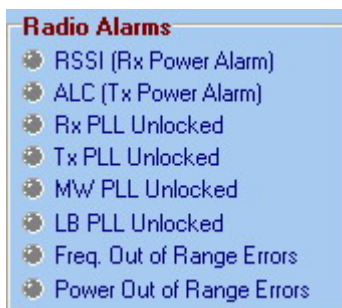 Radio Alarms
RSSI (Rx Power Alarm)
ALC (Tx Power Alarm)
Rx PLL Unlocked
Tx PLL Unlocked
MW PLL Unlocked
LB PLL Unlocked
Freq. Out of Range Errors
Power Out of Range Errors